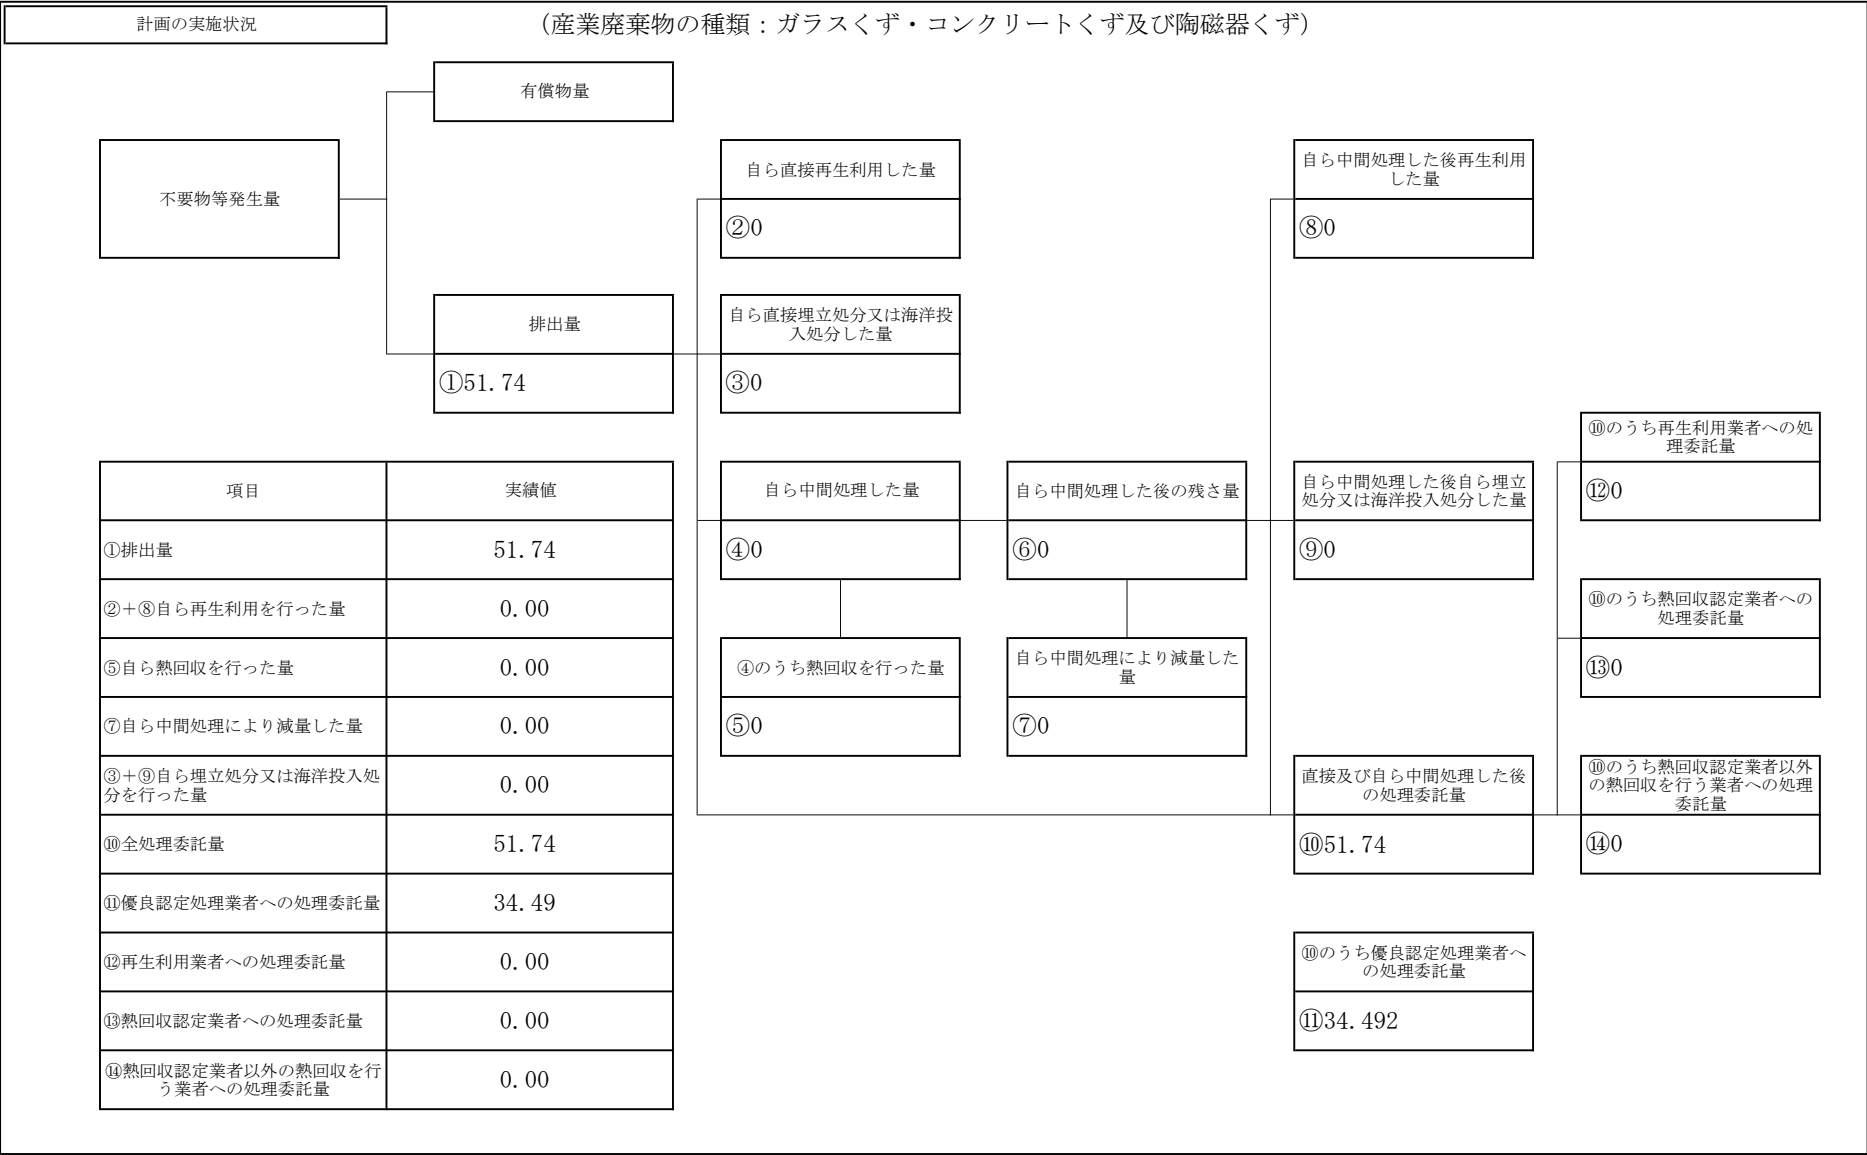 計画の実施状況
(産業廃棄物の種類：ガラスくず・コンクリートくず及び陶磁器くず)
有償物量
不要物等発生量
自ら直接再生利用した量
②0
自ら中間処理した後再生利用
した量
⑧0
排出量
①51.74
自ら直接埋立処分又は海洋投
入処分した量
③0
⑩のうち再生利用業者への処
理委託量
⑫0
自ら中間処理した量
④0
自ら中間処理した後の残さ量
⑥0
自ら中間処理した後自ら埋立
処分又は海洋投入処分した量
⑨0
⑩のうち熱回収認定業者への
処理委託量
⑬0
④のうち熱回収を行った量
⑤0
自ら中間処理により減量した
量
⑦0
直接及び自ら中間処理した後
の処理委託量
⑩51.74
⑩のうち熱回収認定業者以外
の熱回収を行う業者への処理
委託量
⑭0
⑩のうち優良認定処理業者へ
の処理委託量
⑪34.492
項目 実績値
①排出量 51.74
②＋⑧自ら再生利用を行った量 0.00
⑤自ら熱回収を行った量 0.00
⑦自ら中間処理により減量した量 0.00
③＋⑨自ら埋立処分又は海洋投入処
分を行った量 0.00
⑩全処理委託量 51.74
⑪優良認定処理業者への処理委託量 34.49
⑫再生利用業者への処理委託量 0.00
⑬熱回収認定業者への処理委託量 0.00
⑭熱回収認定業者以外の熱回収を行
う業者への処理委託量 0.00